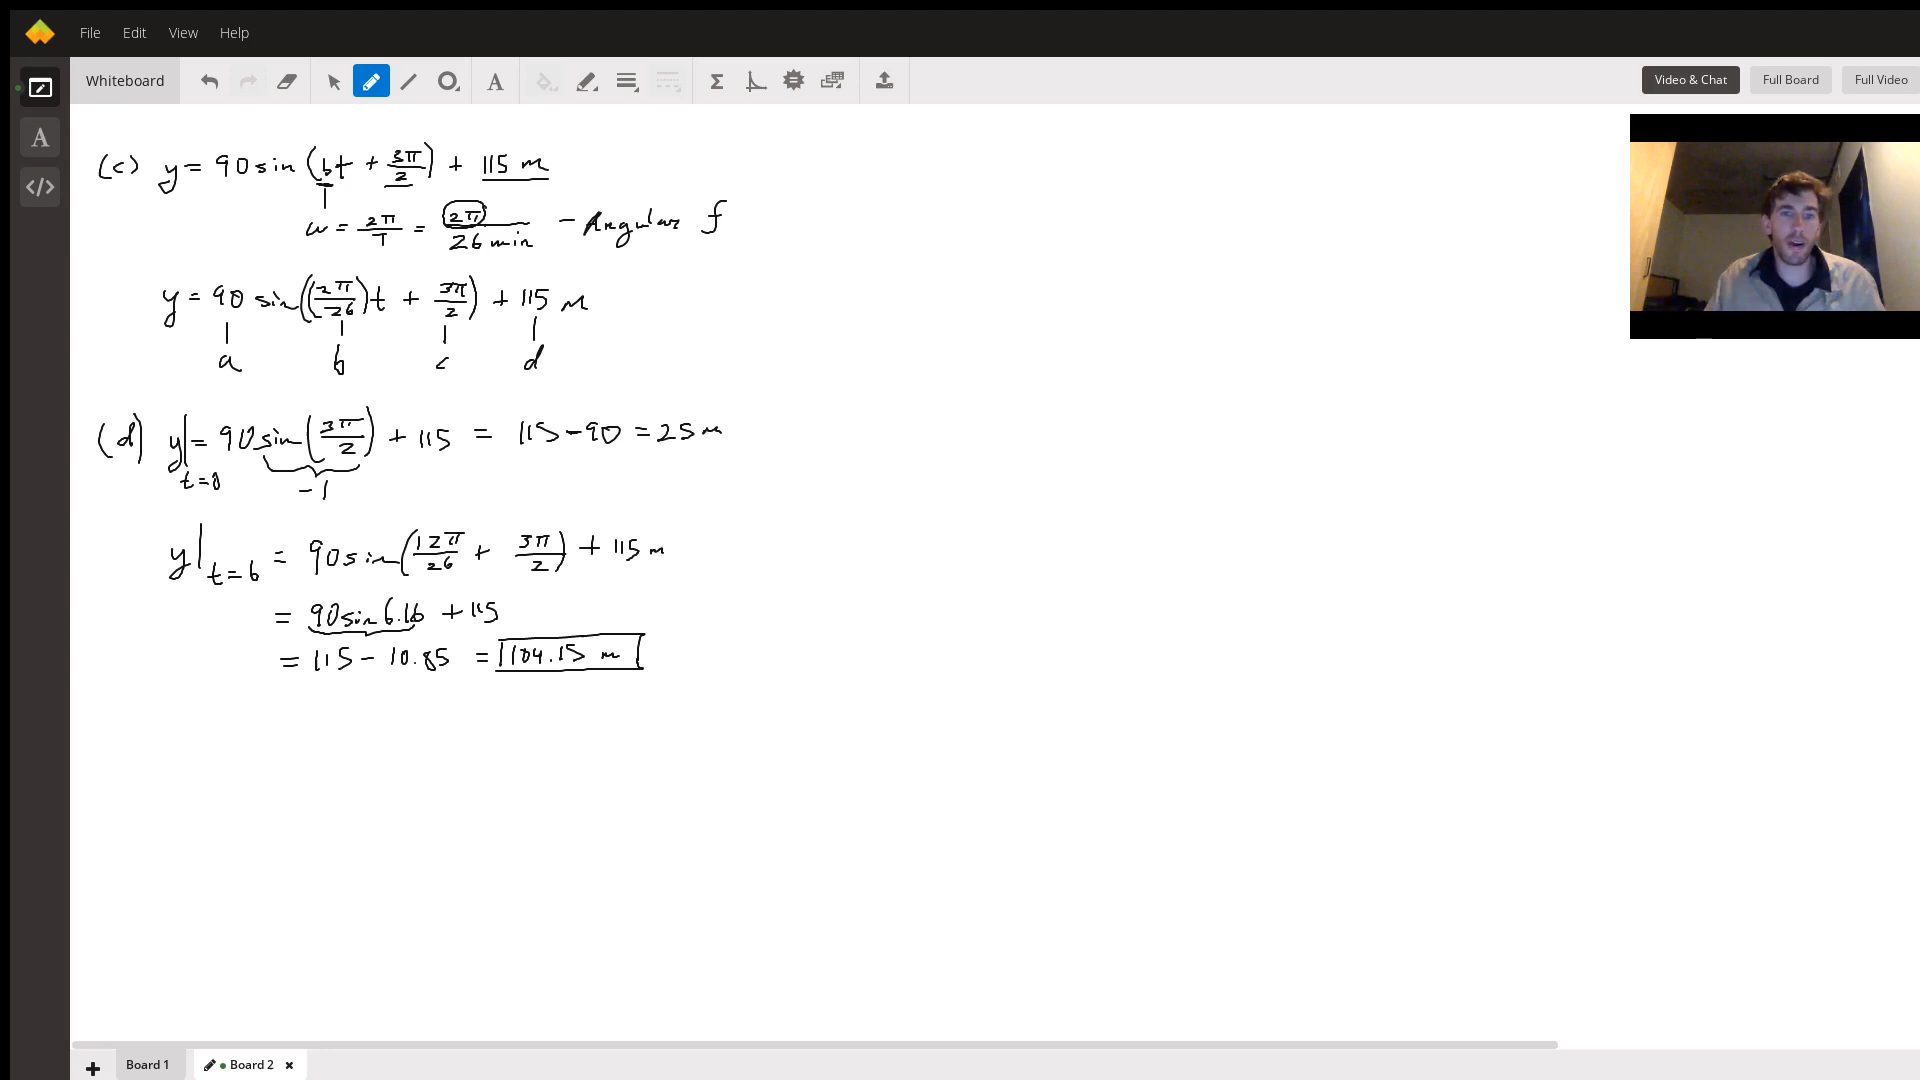 File Edit View Help
Whiteboard A Σ Video & Chat Full Board Full Video
A
</>
(c) y = 90 sin (bt + 3π/2) + 115 m
ω = 2π/T = 2π/26 min - Angular f
y = 90 sin((2π/26)t + 3π/2) + 115 m
a b c d
(d) y| = 90 sin(3π/2) + 115 = 115 - 90 = 25 m
t = 0
-1
y|t=6 = 90 sin(12π/26 + 3π/2) + 115 m
= 90 sin 6.16 + 115
= 115 - 10.85 = 104.15 m
+ Board 1 Board 2 ×